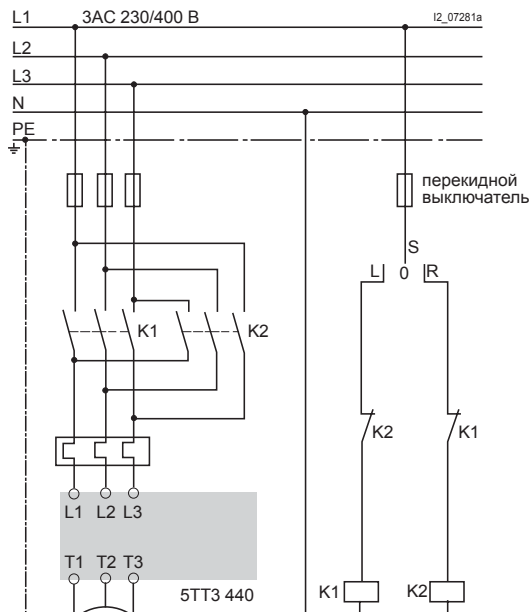 L1 3AC 230/400 В I2_07281a
L2
L3
N
PE
перекидной
выключатель
S
L 0 R
K1 K2
K2 K1
L1 L2 L3
T1 T2 T3
5TT3 440
K1 K2